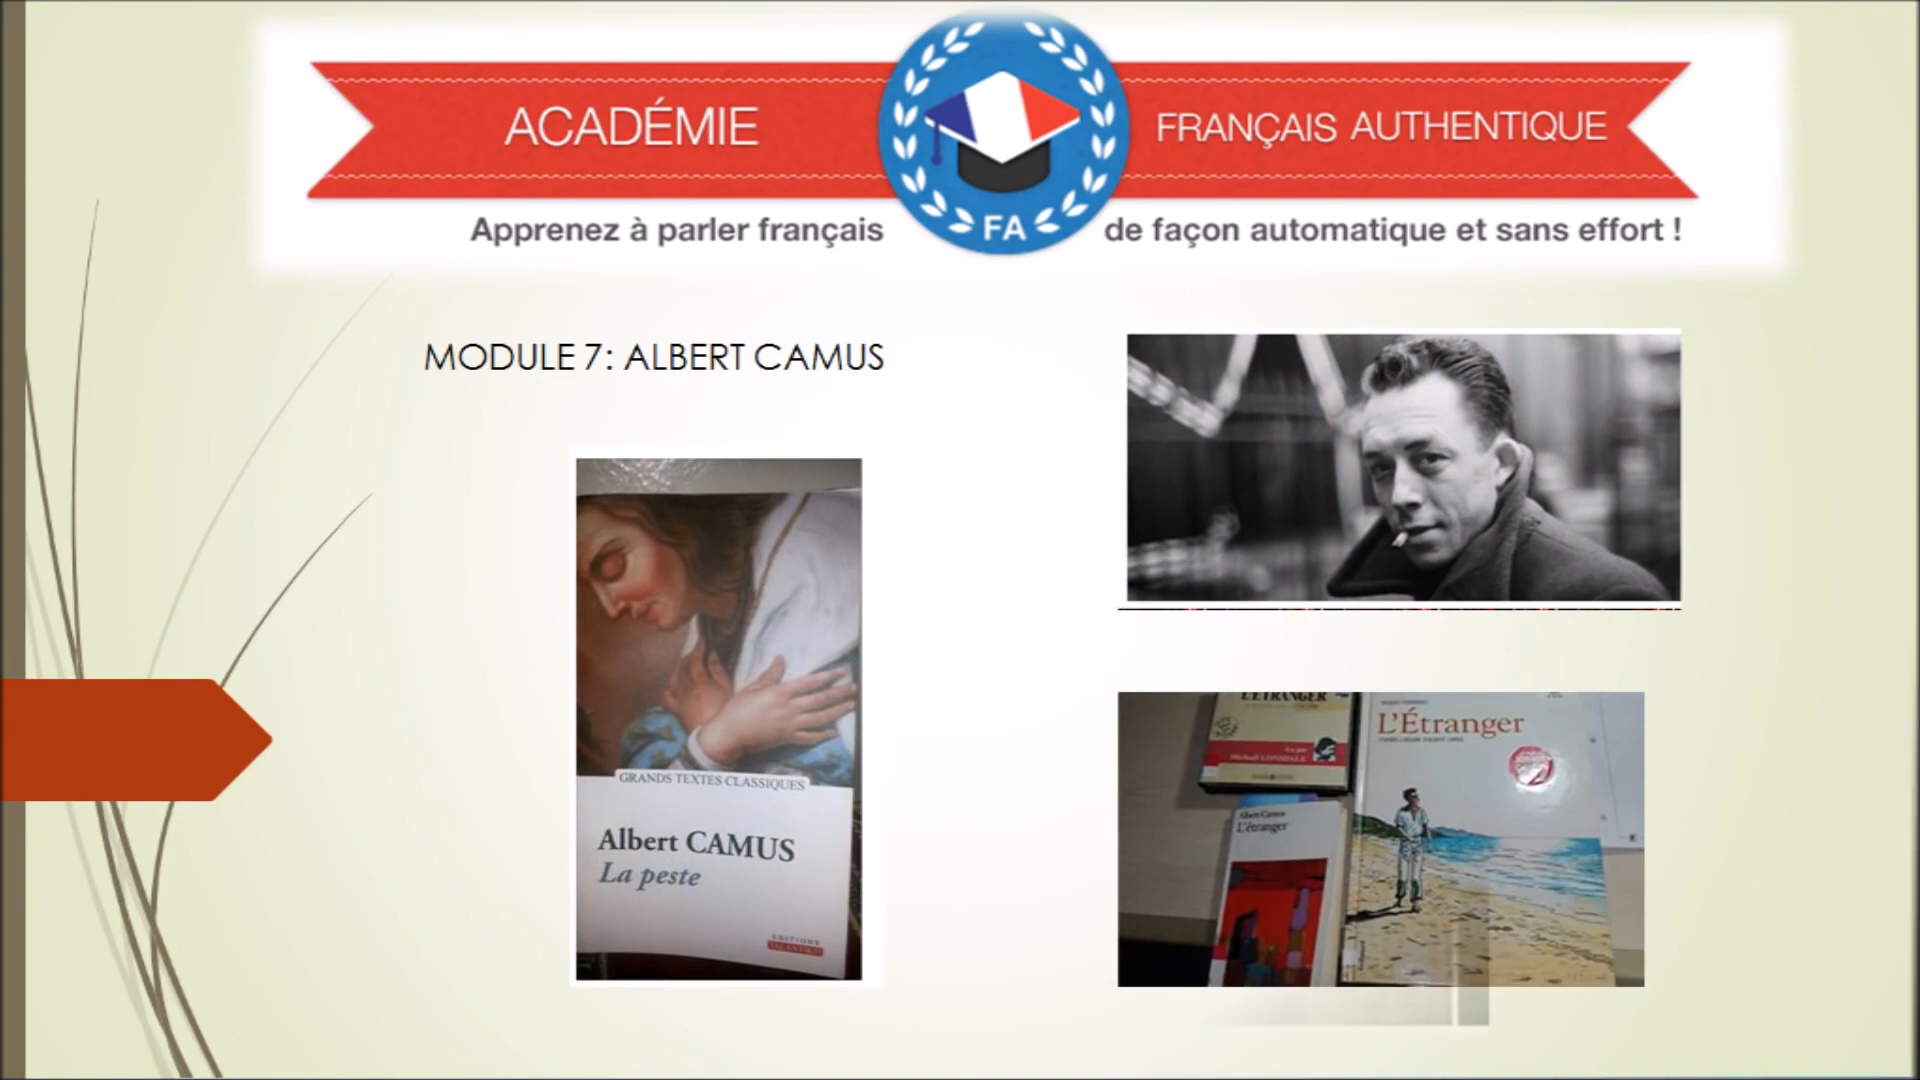 ACADÉMIE
FRANÇAIS AUTHENTIQUE
FA
Apprenez à parler français
de façon automatique et sans effort !
MODULE 7: ALBERT CAMUS
GRANDS TEXTES CLASSIQUES
Albert CAMUS
La peste
EDITIONS
L'ÉTRANGER
Lu par
Michael LONSDALE
L'Étranger
Albert Camus
L'étranger